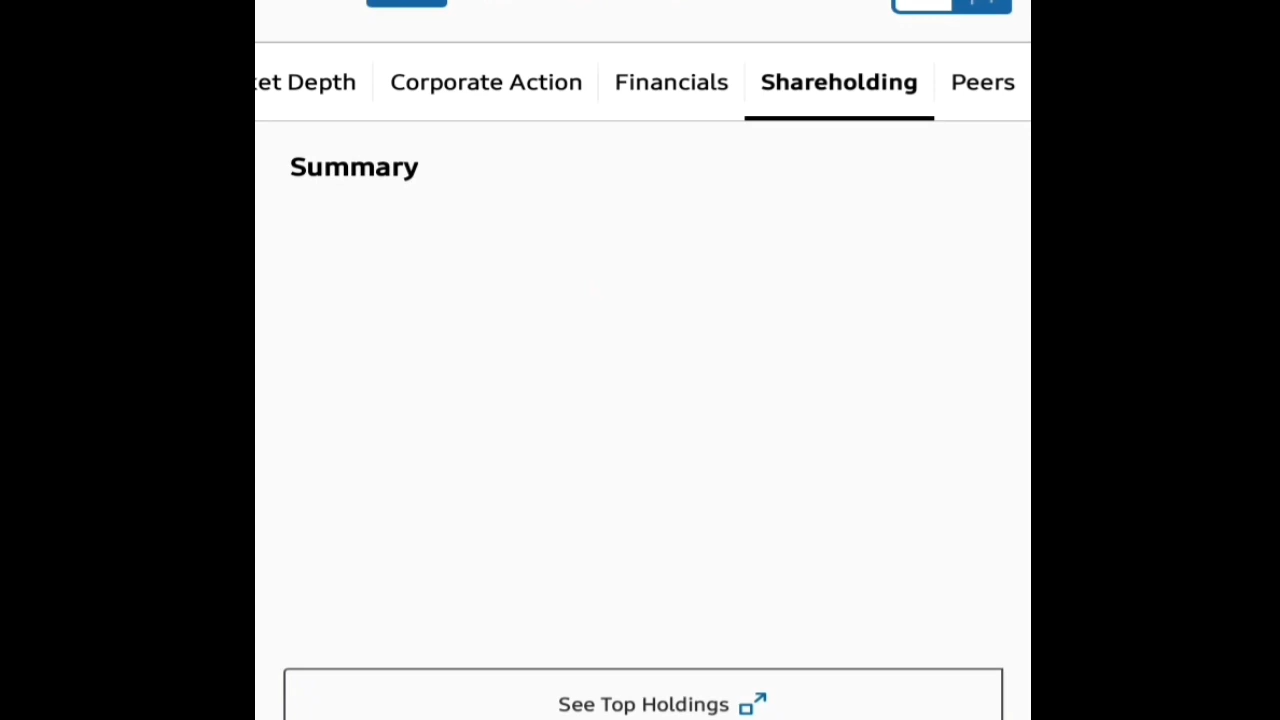 et Depth
Corporate Action
Financials
Shareholding
Peers
Summary
See Top Holdings